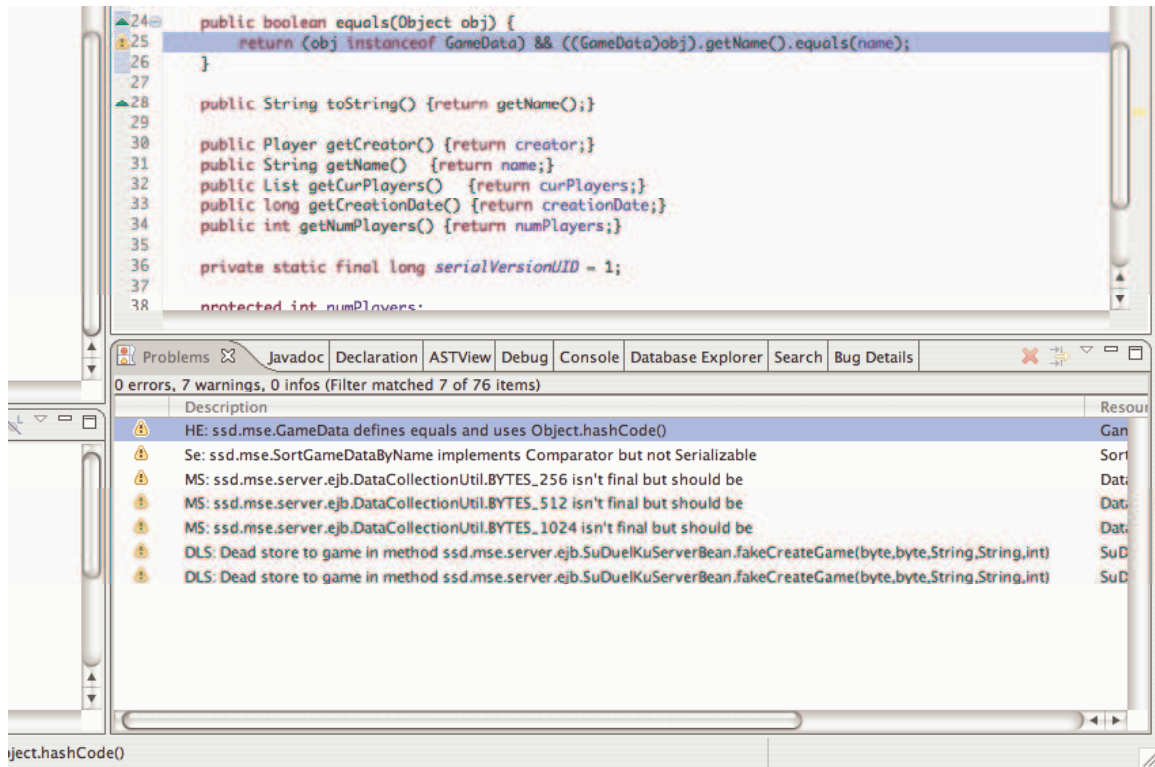 24 public boolean equals(Object obj) {
25 return (obj instanceof GameData) && ((GameData)obj).getName().equals(name);
26 }
27
28 public String toString() {return getName();}
29
30 public Player getCreator() {return creator;}
31 public String getName() {return name;}
32 public List getCurPlayers() {return curPlayers;}
33 public long getCreationDate() {return creationDate;}
34 public int getNumPlayers() {return numPlayers;}
35
36 private static final long serialVersionUID = 1;
37
38 protected int numPlayers;
Problems Javadoc Declaration ASTView Debug Console Database Explorer Search Bug Details
0 errors, 7 warnings, 0 infos (Filter matched 7 of 76 items)
Description Resour
HE: ssd.mse.GameData defines equals and uses Object.hashCode() Gam
Se: ssd.mse.SortGameDataByName implements Comparator but not Serializable Sort
MS: ssd.mse.server.ejb.DataCollectionUtil.BYTES_256 isn't final but should be Data
MS: ssd.mse.server.ejb.DataCollectionUtil.BYTES_512 isn't final but should be Data
MS: ssd.mse.server.ejb.DataCollectionUtil.BYTES_1024 isn't final but should be Data
DLS: Dead store to game in method ssd.mse.server.ejb.SuDuelKuServerBean.fakeCreateGame(byte,byte,String,String,int) SuD
DLS: Dead store to game in method ssd.mse.server.ejb.SuDuelKuServerBean.fakeCreateGame(byte,byte,String,String,int) SuD
ject.hashCode()